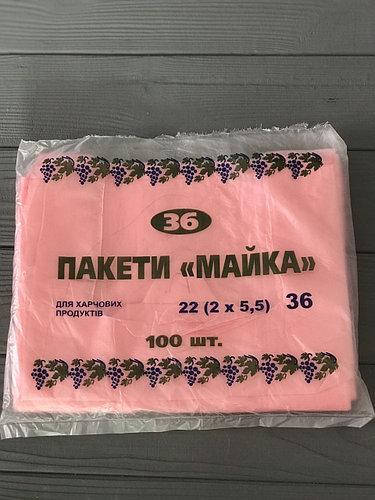 36
ПАКЕТИ «МАЙКА»
ДЛЯ ХАРЧОВИХ
ПРОДУКТІВ
22 (2 x 5,5) 36
100 шт.